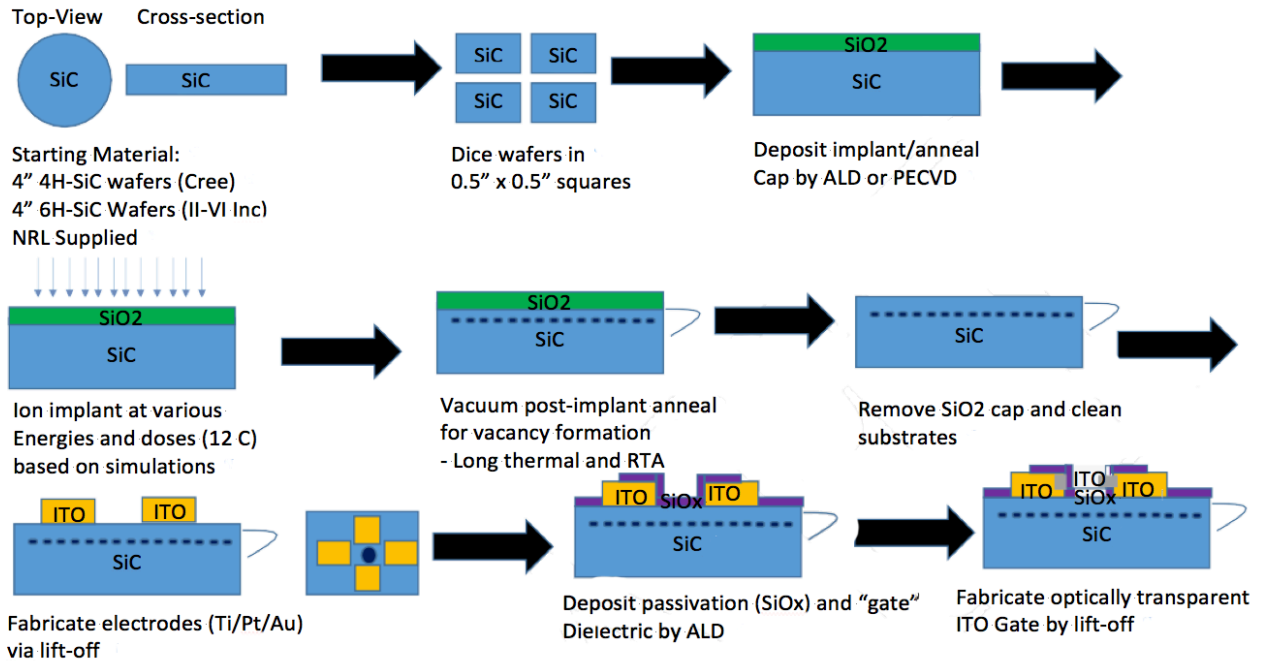 Top-View Cross-section
SiC SiC
SiC SiC
SiC SiC
SiO2
SiC
Starting Material:
4” 4H-SiC wafers (Cree)
4” 6H-SiC Wafers (II-VI Inc)
NRL Supplied
Dice wafers in
0.5” x 0.5” squares
Deposit implant/anneal
Cap by ALD or PECVD
SiO2
SiC
Ion implant at various
Energies and doses (12 C)
based on simulations
SiO2
SiC
Vacuum post-implant anneal
for vacancy formation
- Long thermal and RTA
SiC
Remove SiO2 cap and clean
substrates
ITO ITO
SiC
Fabricate electrodes (Ti/Pt/Au)
via lift-off
ITO SiOx ITO
SiC
Deposit passivation (SiOx) and “gate”
Dielectric by ALD
ITO
ITO SiOx ITO
SiC
Fabricate optically transparent
ITO Gate by lift-off